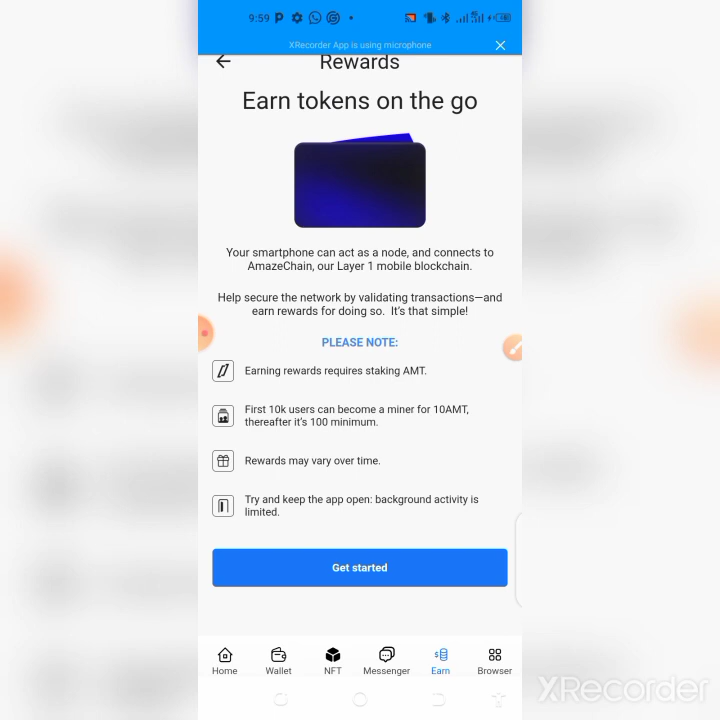 9:59
XRecorder App is using microphone
Rewards
Earn tokens on the go
Your smartphone can act as a node, and connects to
AmazeChain, our Layer 1 mobile blockchain.
Help secure the network by validating transactions—and
earn rewards for doing so. It's that simple!
PLEASE NOTE:
Earning rewards requires staking AMT.
First 10k users can become a miner for 10AMT,
thereafter it's 100 minimum.
Rewards may vary over time.
Try and keep the app open: background activity is
limited.
Get started
Home Wallet NFT Messenger Earn Browser
XRecorder